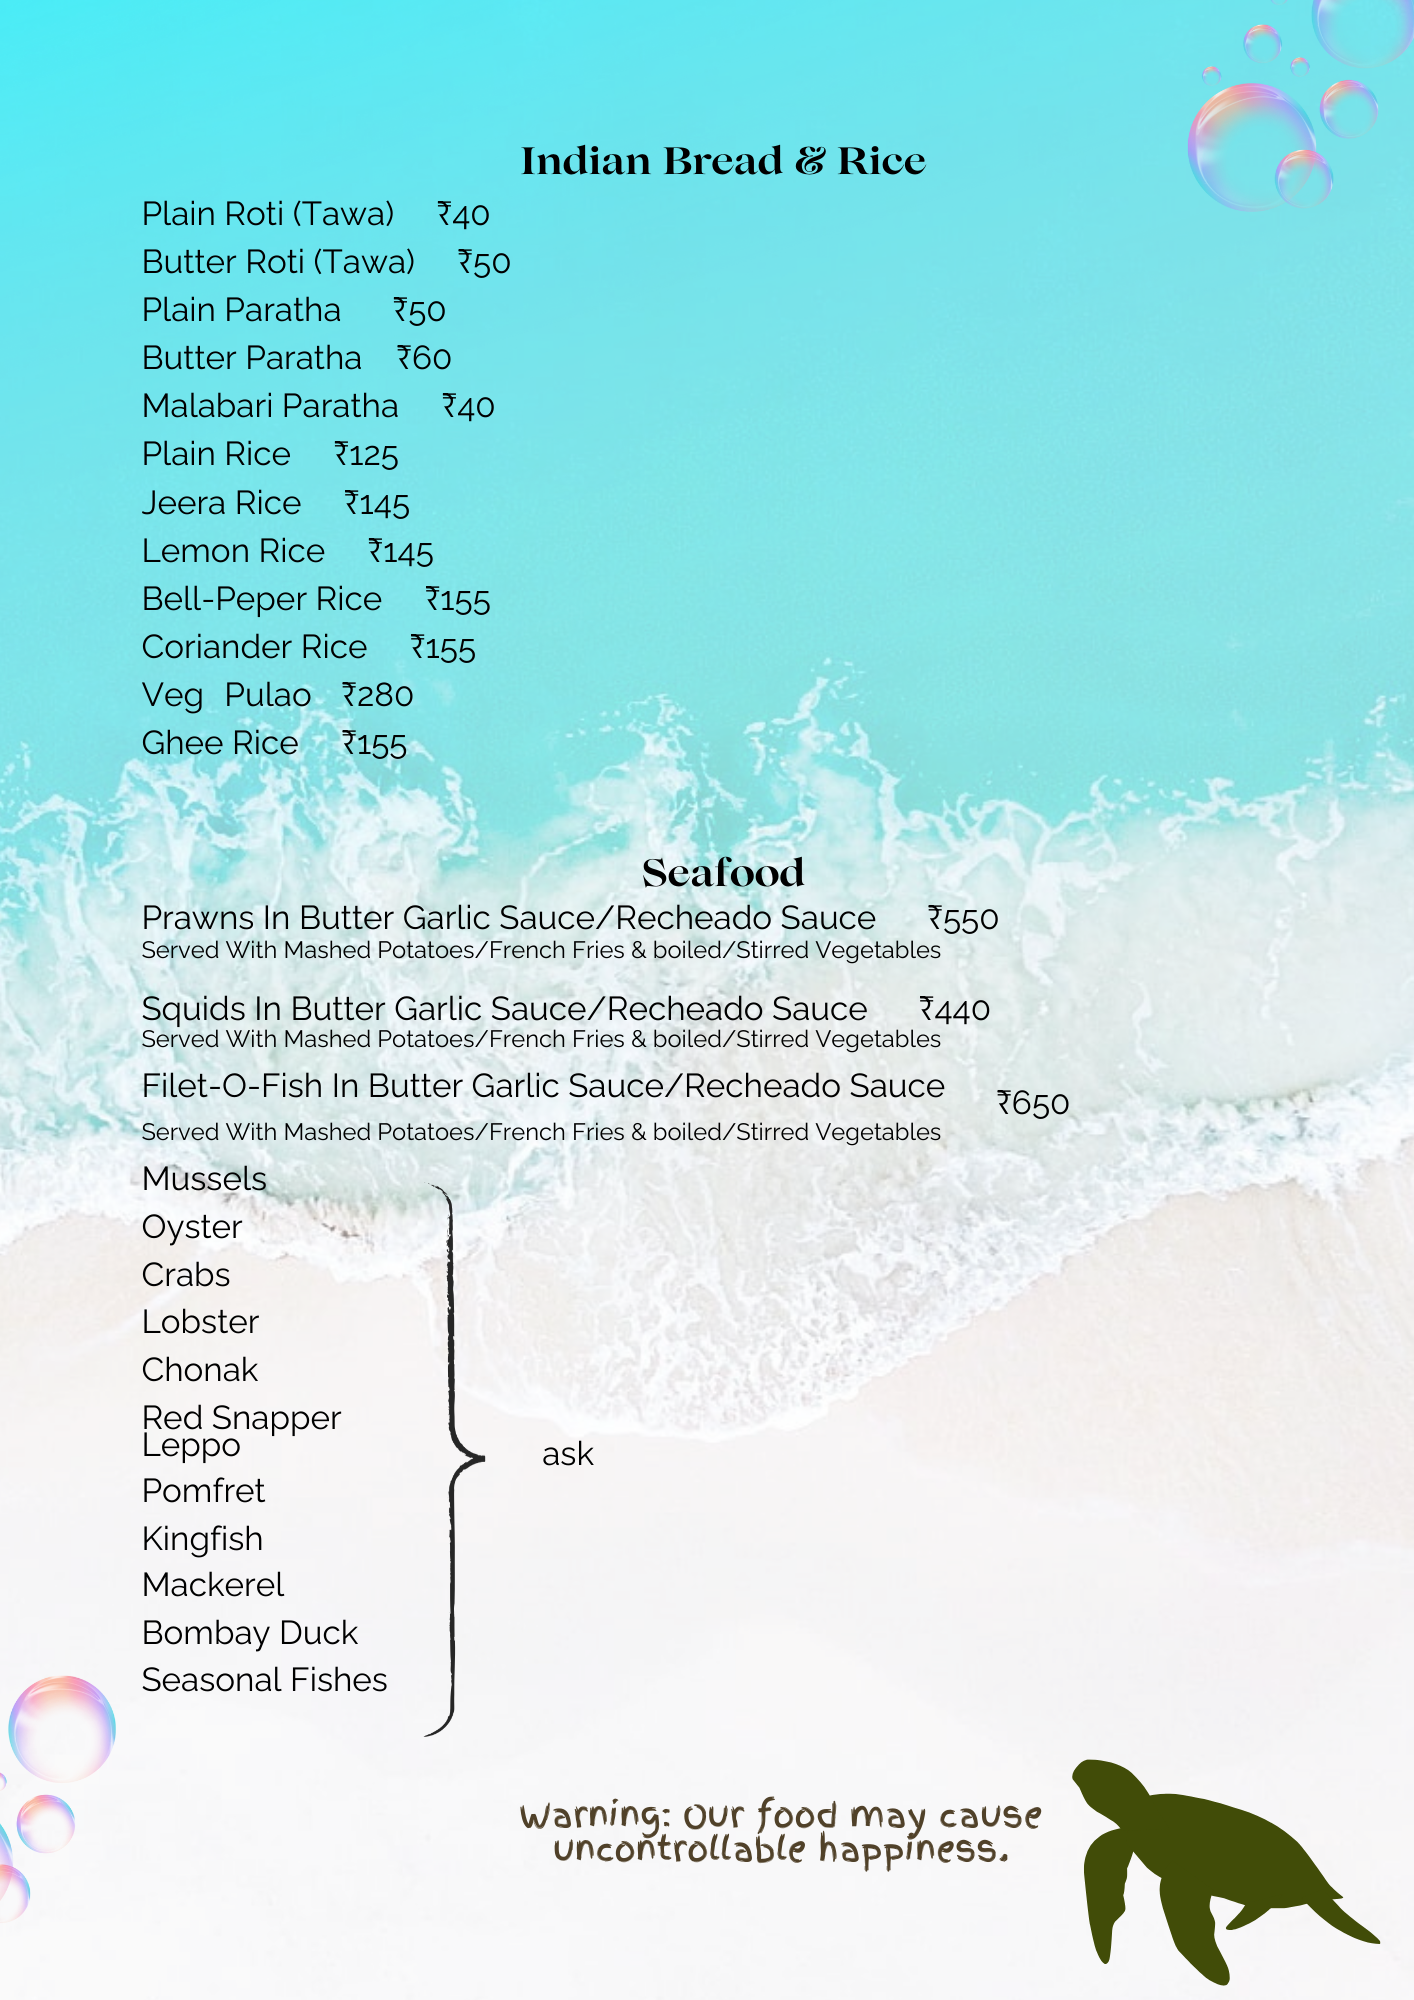 Indian Bread & Rice
Plain Roti (Tawa) ₹40
Butter Roti (Tawa) ₹50
Plain Paratha ₹50
Butter Paratha ₹60
Malabari Paratha ₹40
Plain Rice ₹125
Jeera Rice ₹145
Lemon Rice ₹145
Bell-Peper Rice ₹155
Coriander Rice ₹155
Veg Pulao ₹280
Ghee Rice ₹155
Seafood
Prawns In Butter Garlic Sauce/Recheado Sauce ₹550
Served With Mashed Potatoes/French Fries & boiled/Stirred Vegetables
Squids In Butter Garlic Sauce/Recheado Sauce ₹440
Served With Mashed Potatoes/French Fries & boiled/Stirred Vegetables
Filet-O-Fish In Butter Garlic Sauce/Recheado Sauce ₹650
Served With Mashed Potatoes/French Fries & boiled/Stirred Vegetables
Mussels
Oyster
Crabs
Lobster
Chonak
Red Snapper
Leppo
ask
Pomfret
Kingfish
Mackerel
Bombay Duck
Seasonal Fishes
Warning: Our food may cause
uncontrollable happiness.